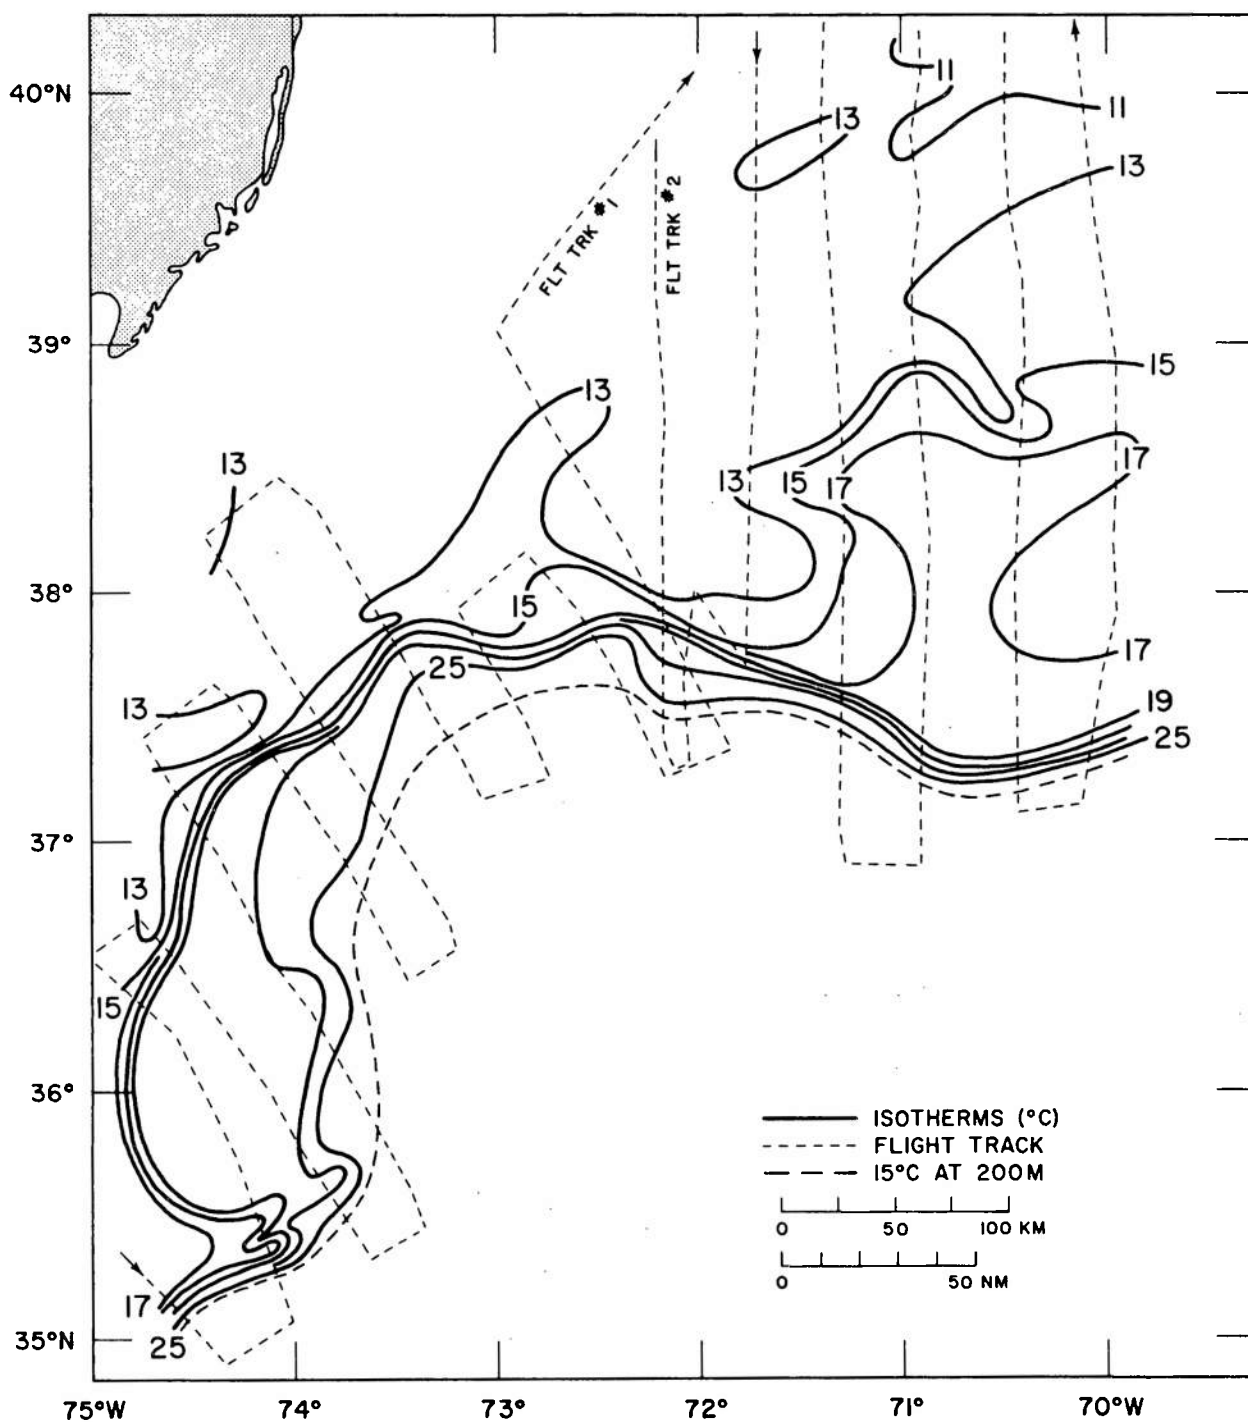 40°N
39°
38°
37°
36°
35°N
75°W
74°
73°
72°
71°
70°W
FLT TRK #1
FLT TRK #2
11
11
13
13
15
13
13
17
13
15
17
15
13
25
17
19
25
13
15
17
25
ISOTHERMS (°C)
FLIGHT TRACK
15°C AT 200M
0 50 100 KM
0 50 NM